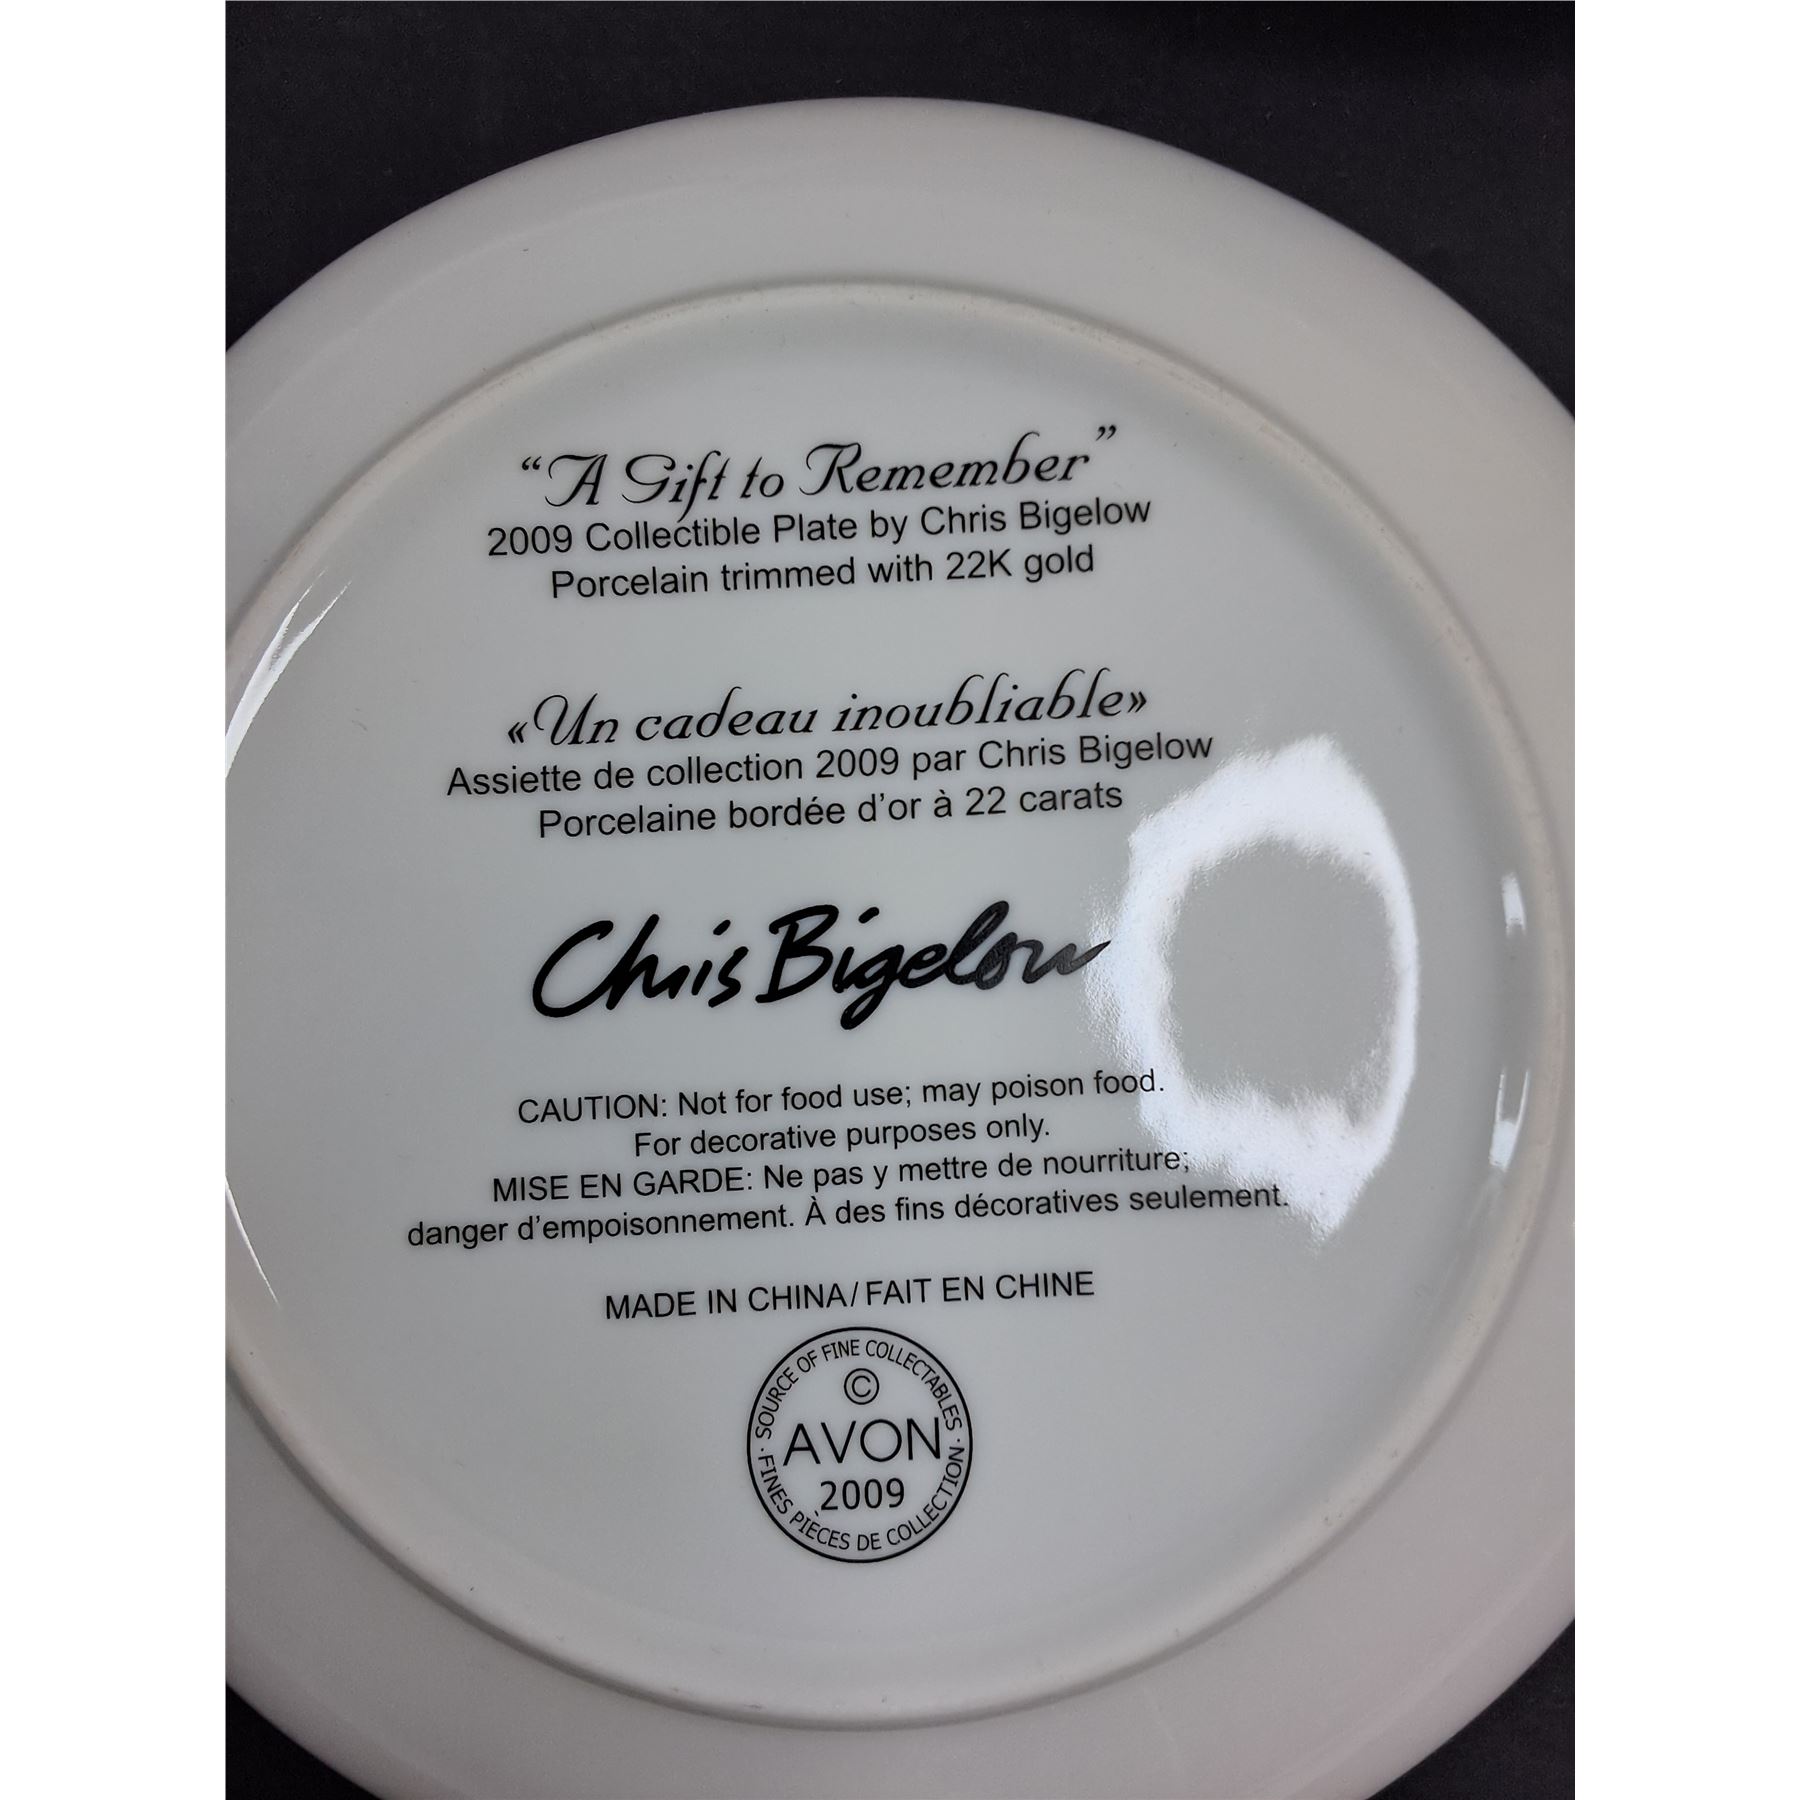 “A Gift to Remember”
2009 Collectible Plate by Chris Bigelow
Porcelain trimmed with 22K gold
«Un cadeau inoubliable»
Assiette de collection 2009 par Chris Bigelow
Porcelaine bordée d’or à 22 carats
Chris Bigelow
CAUTION: Not for food use; may poison food.
For decorative purposes only.
MISE EN GARDE: Ne pas y mettre de nourriture;
danger d’empoisonnement. À des fins décoratives seulement.
MADE IN CHINA/FAIT EN CHINE
· SOURCE OF FINE COLLECTABLES ·
©
AVON
2009
FINES PIÈCES DE COLLECTION